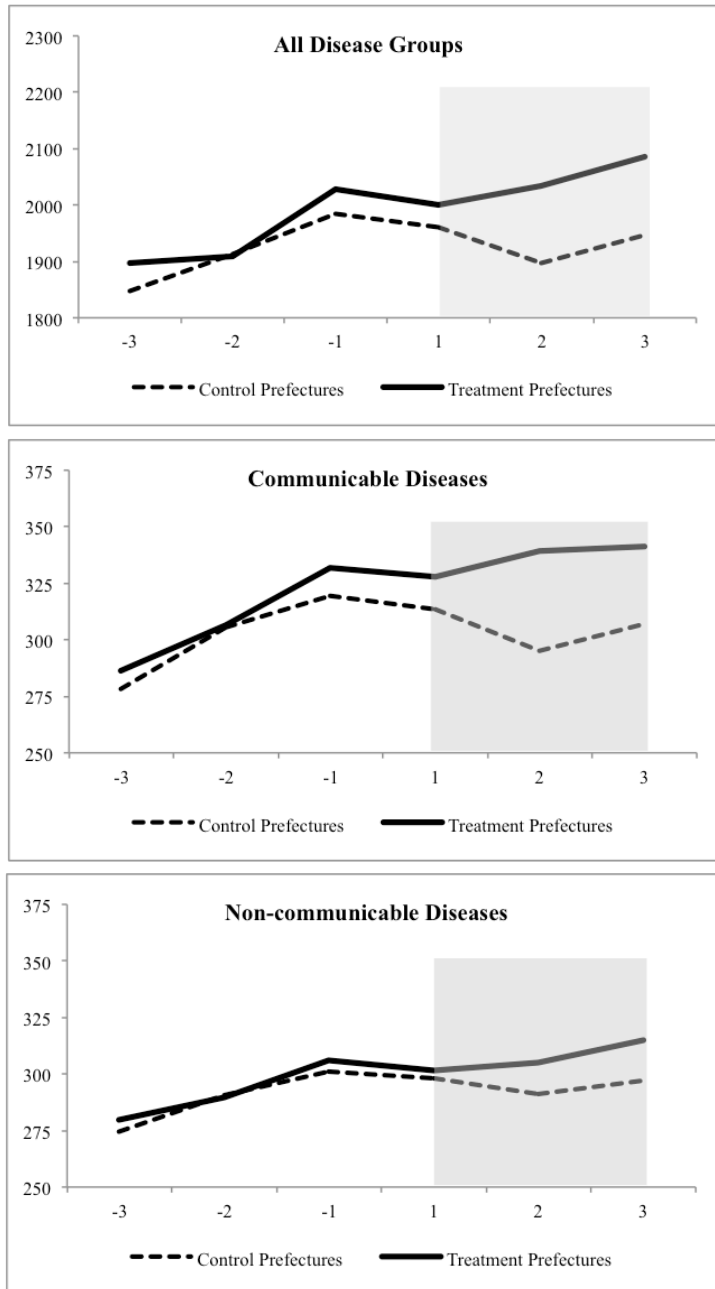 All Disease Groups
2300
2200
2100
2000
1900
1800
-3 -2 -1 1 2 3
Control Prefectures Treatment Prefectures
Communicable Diseases
375
350
325
300
275
250
-3 -2 -1 1 2 3
Control Prefectures Treatment Prefectures
Non-communicable Diseases
375
350
325
300
275
250
-3 -2 -1 1 2 3
Control Prefectures Treatment Prefectures